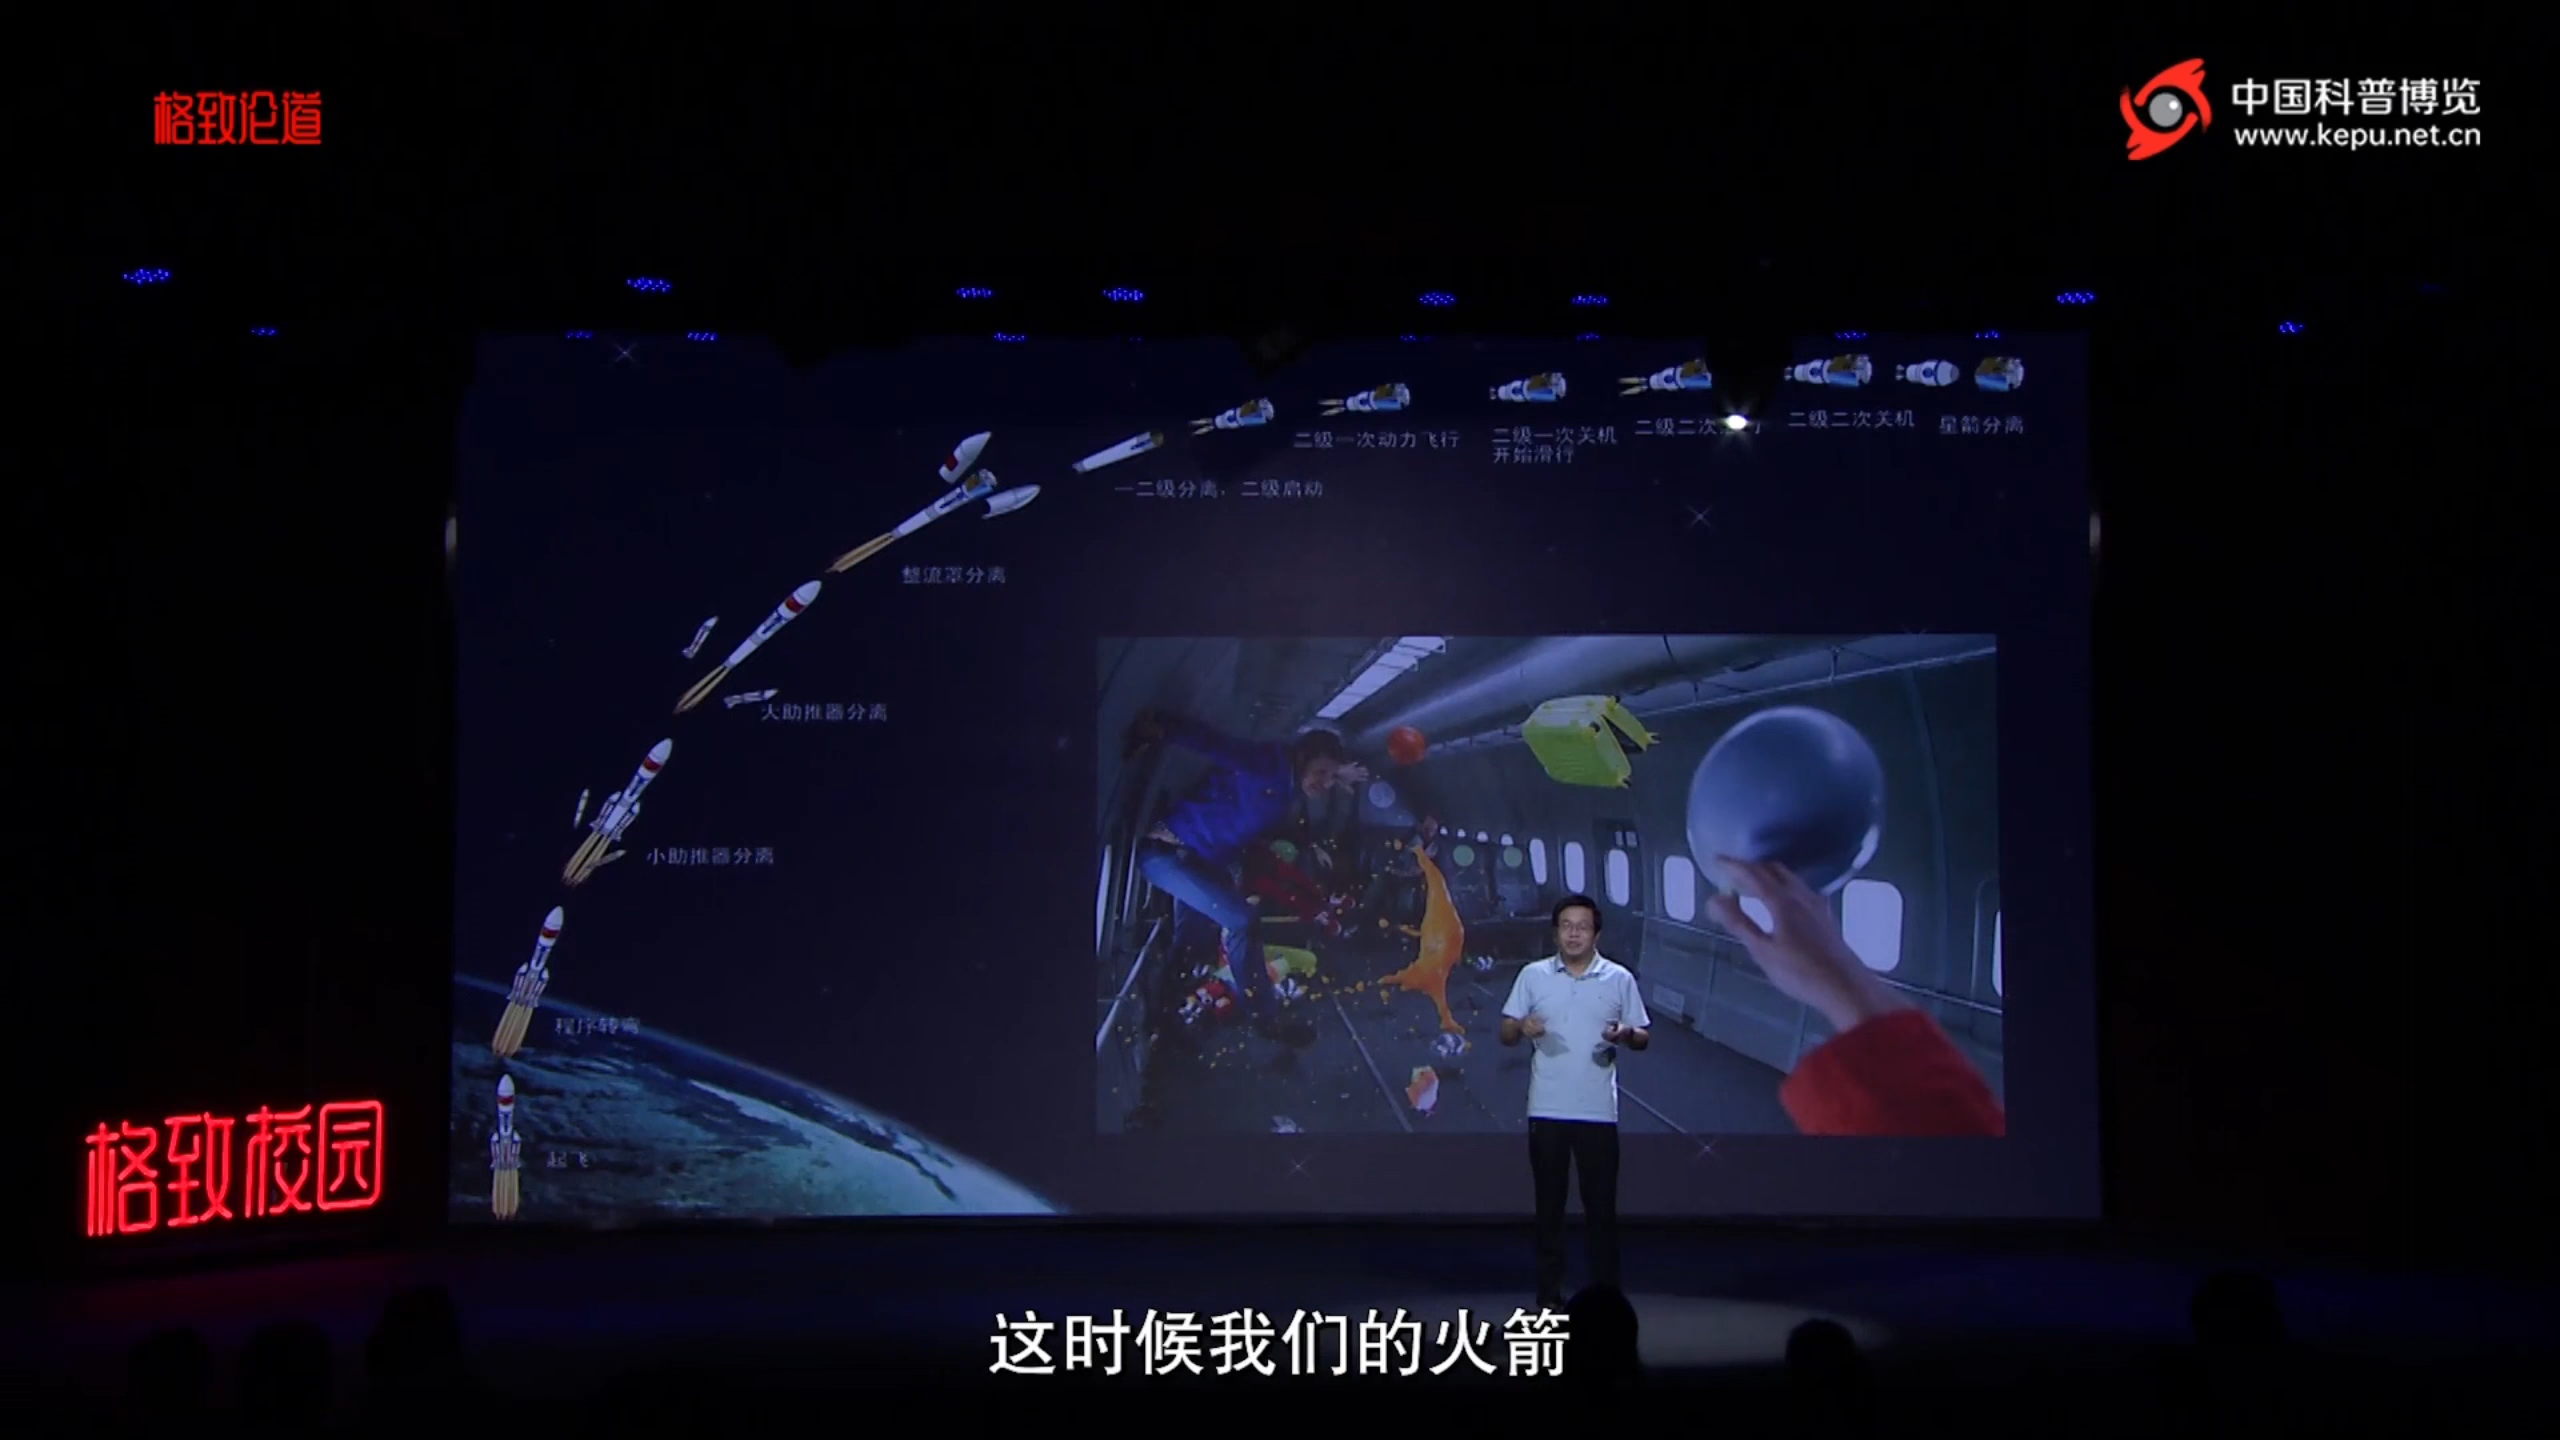 格致论道
中国科普博览
www.kepu.net.cn
二级一次动力飞行
二级一次关机
开始滑行
二级二次
二级二次关机
星箭分离
一二级分离，二级启动
整流罩分离
大助推器分离
小助推器分离
程序转弯
起飞
格致校园
这时候我们的火箭